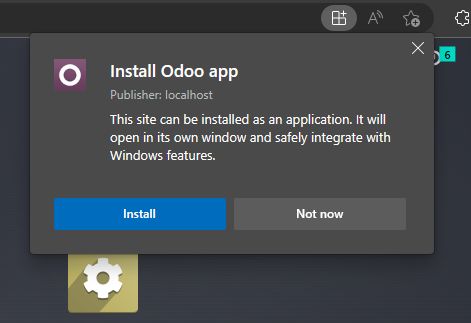 A))
6
Install Odoo app
Publisher: localhost
This site can be installed as an application. It will
open in its own window and safely integrate with
Windows features.
Install
Not now